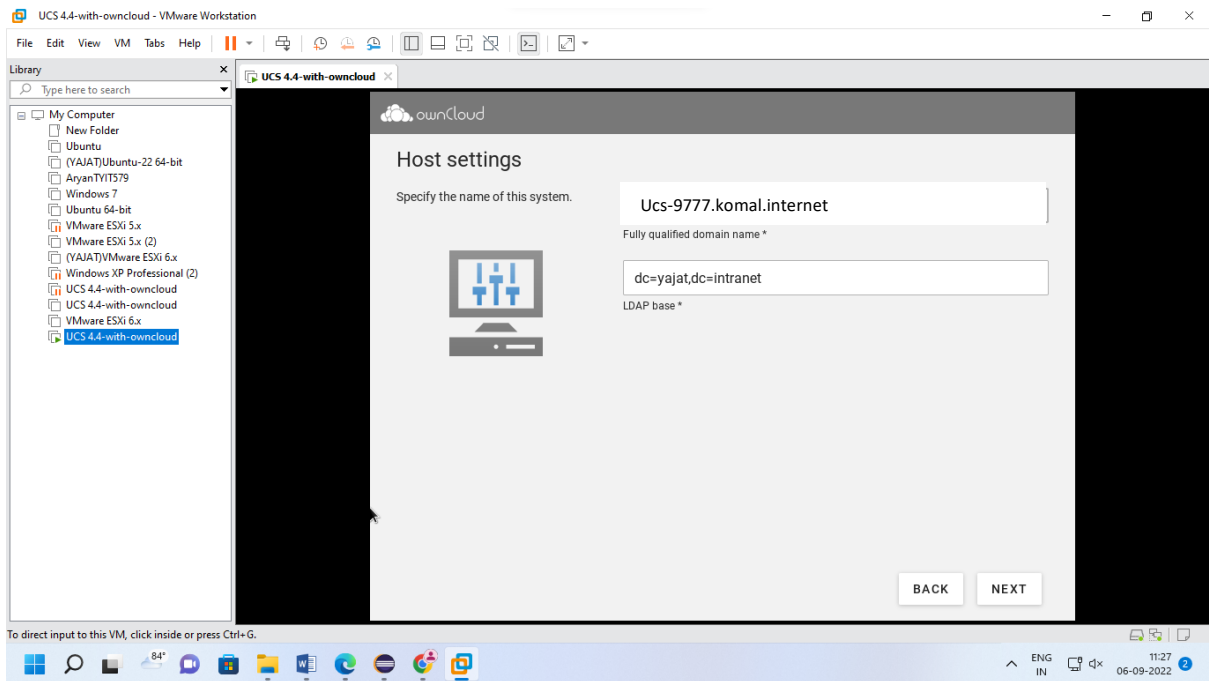 UCS 4.4-with-owncloud - VMware Workstation
File Edit View VM Tabs Help
Library
Type here to search
My Computer
New Folder
Ubuntu
(YAJAT)Ubuntu-22 64-bit
AryanTYIT579
Windows 7
Ubuntu 64-bit
VMware ESXi 5.x
VMware ESXi 5.x (2)
(YAJAT)VMware ESXi 6.x
Windows XP Professional (2)
UCS 4.4-with-owncloud
UCS 4.4-with-owncloud
VMware ESXi 6.x
UCS 4.4-with-owncloud
UCS 4.4-with-owncloud
ownCloud
Host settings
Specify the name of this system.
Ucs-9777.komal.internet
Fully qualified domain name *
dc=yajat,dc=intranet
LDAP base *
BACK NEXT
To direct input to this VM, click inside or press Ctrl+G.
84°
W
ENG
IN
11:27
06-09-2022
2